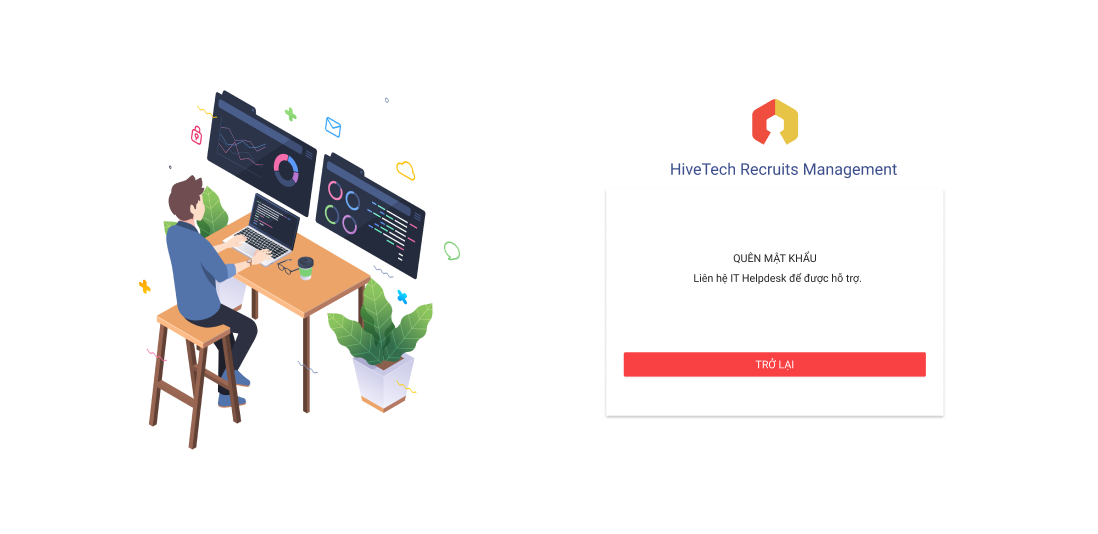 HiveTech Recruits Management
QUÊN MẬT KHẨU
Liên hệ IT Helpdesk để được hỗ trợ.
TRỞ LẠI